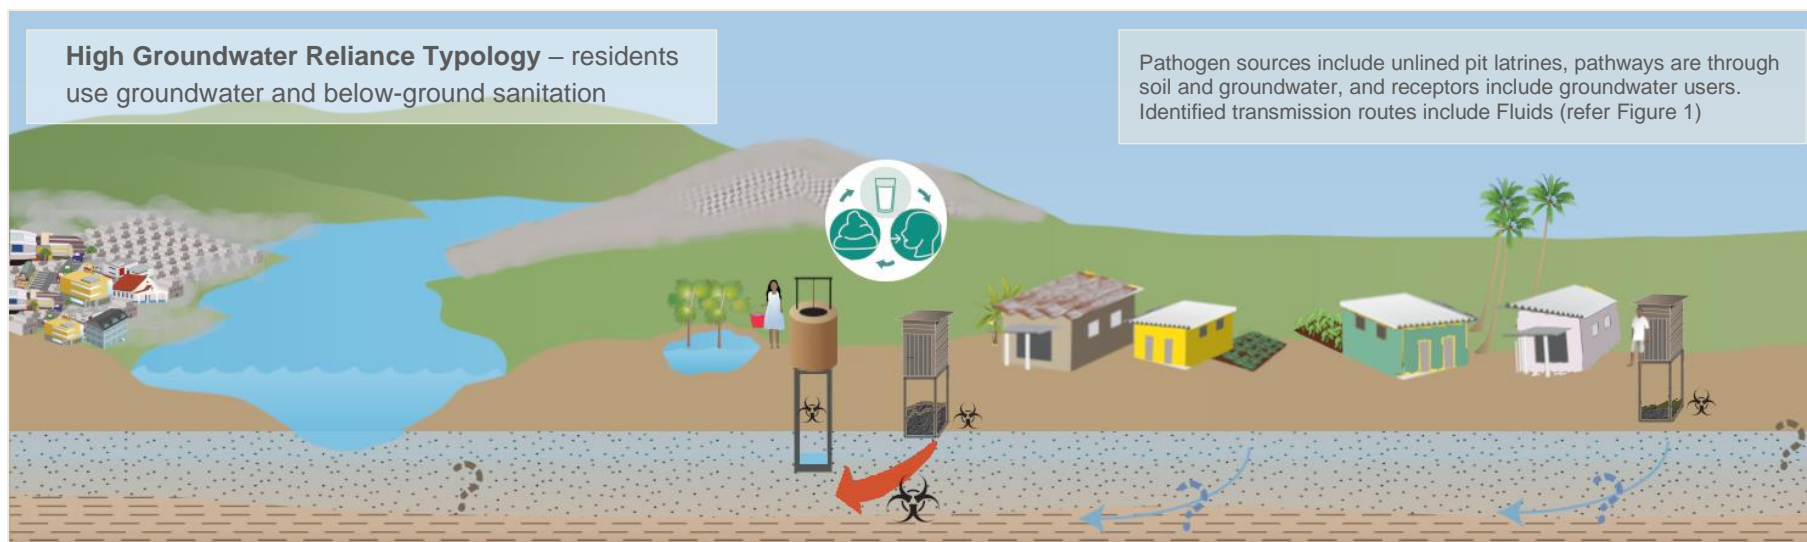 High Groundwater Reliance Typology – residents
use groundwater and below-ground sanitation
Pathogen sources include unlined pit latrines, pathways are through
soil and groundwater, and receptors include groundwater users.
Identified transmission routes include Fluids (refer Figure 1)
?
?
?
?